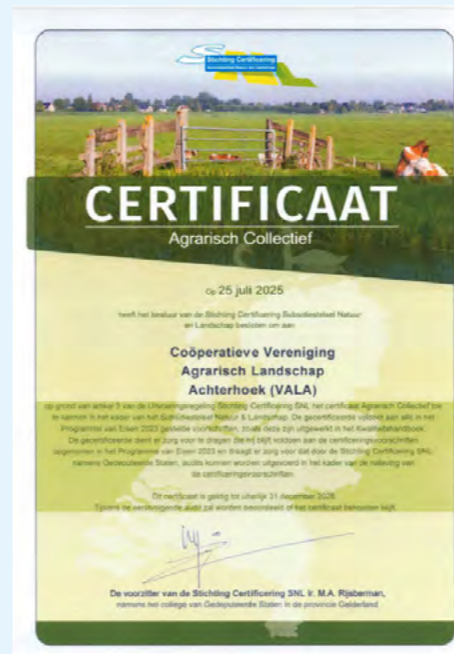 Stichting Certificering
CERTIFICAAT
Agrarisch Collectief
Op 25 juli 2025
heeft het bestuur van de Stichting Certificering Subsidiestelsel Natuur
en Landschap besloten om aan
Coöperatieve Vereniging
Agrarisch Landschap
Achterhoek (VALA)
op grond van artikel 7 van de Uitvoeringsregeling Stichting Certificering SNL het certificaat Agrarisch Collectief toe
te kennen in het kader van het Subsidiestelsel Natuur & Landschap. De gecertificeerde voldoet aan alle in het
Programma van Eisen 2023 gestelde voorschriften, zoals deze zijn uitgewerkt in het Kwaliteitshandboek.
De gecertificeerde dient er zorg voor te dragen dat hij blijft voldoen aan de certificeringsvoorschriften
opgenomen in het Programma van Eisen 2023 en draagt er zorg voor dat door de Stichting Certificering SNL,
namens Gedeputeerde Staten, audits kunnen worden uitgevoerd in het kader van de naleving van
de certificeringsvoorschriften.
Dit certificaat is geldig tot uiterlijk 31 december 2028.
Tijdens de eerstvolgende audit zal worden beoordeeld of het certificaat behouden blijft.
De voorzitter van de Stichting Certificering SNL Ir. M.A. Rijsberman,
namens het college van Gedeputeerde Staten in de provincie Gelderland